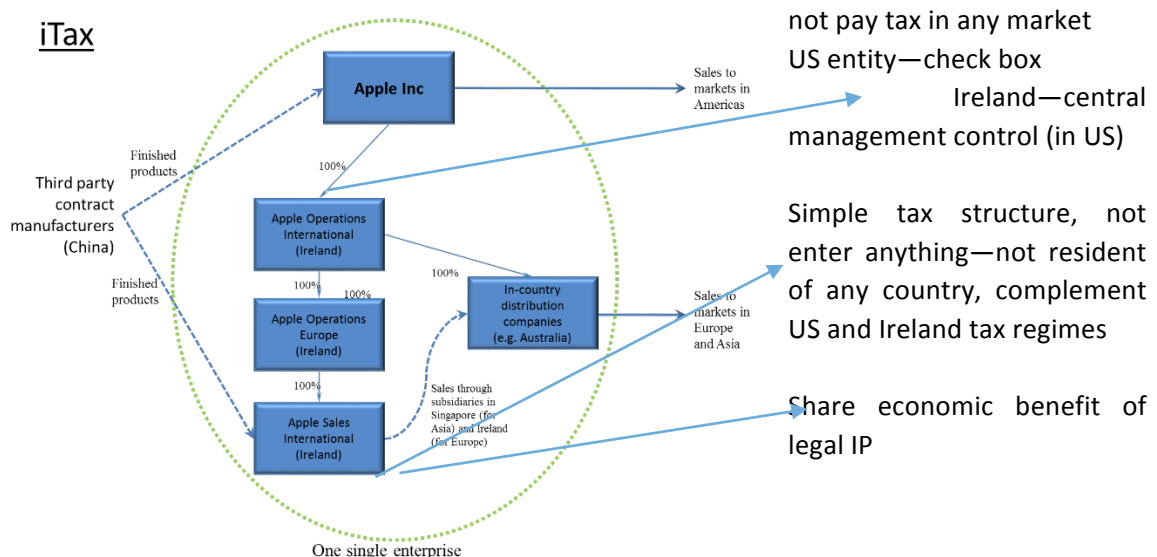 iTax
Apple Inc
Sales to
markets in
Americas
100%
Finished
products
Third party
contract
manufacturers
(China)
Finished
products
Apple Operations
International
(Ireland)
100%
100%
100%
In-country
distribution
companies
(e.g. Australia)
Sales to
markets in
Europe
and Asia
Apple Operations
Europe
(Ireland)
100%
Sales through
subsidiaries in
Singapore (for
Asia) and Ireland
(for Europe)
Apple Sales
International
(Ireland)
One single enterprise
not pay tax in any market
US entity—check box
Ireland—central
management control (in US)
Simple tax structure, not
enter anything—not resident
of any country, complement
US and Ireland tax regimes
Share economic benefit of
legal IP